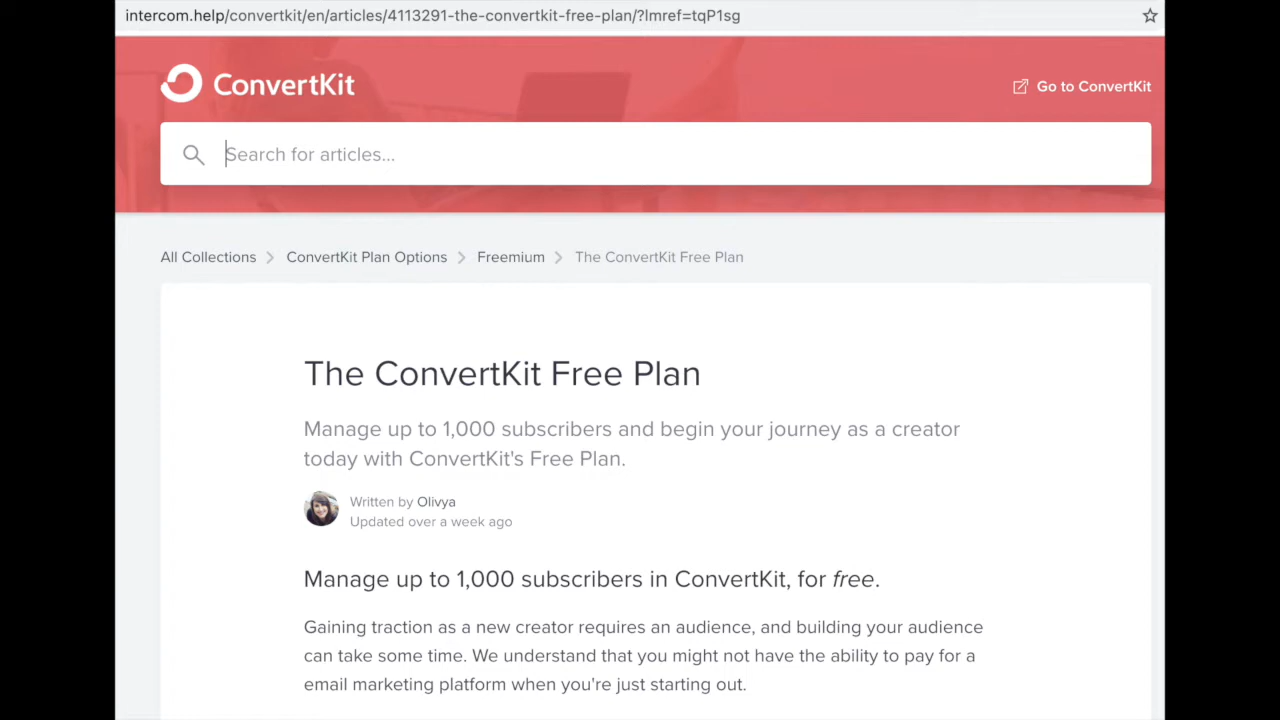 intercom.help/convertkit/en/articles/4113291-the-convertkit-free-plan/?lmref=tqP1sg
ConvertKit
Go to ConvertKit
Search for articles...
All Collections > ConvertKit Plan Options > Freemium > The ConvertKit Free Plan
The ConvertKit Free Plan
Manage up to 1,000 subscribers and begin your journey as a creator
today with ConvertKit's Free Plan.
Written by Olivya
Updated over a week ago
Manage up to 1,000 subscribers in ConvertKit, for free.
Gaining traction as a new creator requires an audience, and building your audience
can take some time. We understand that you might not have the ability to pay for a
email marketing platform when you're just starting out.